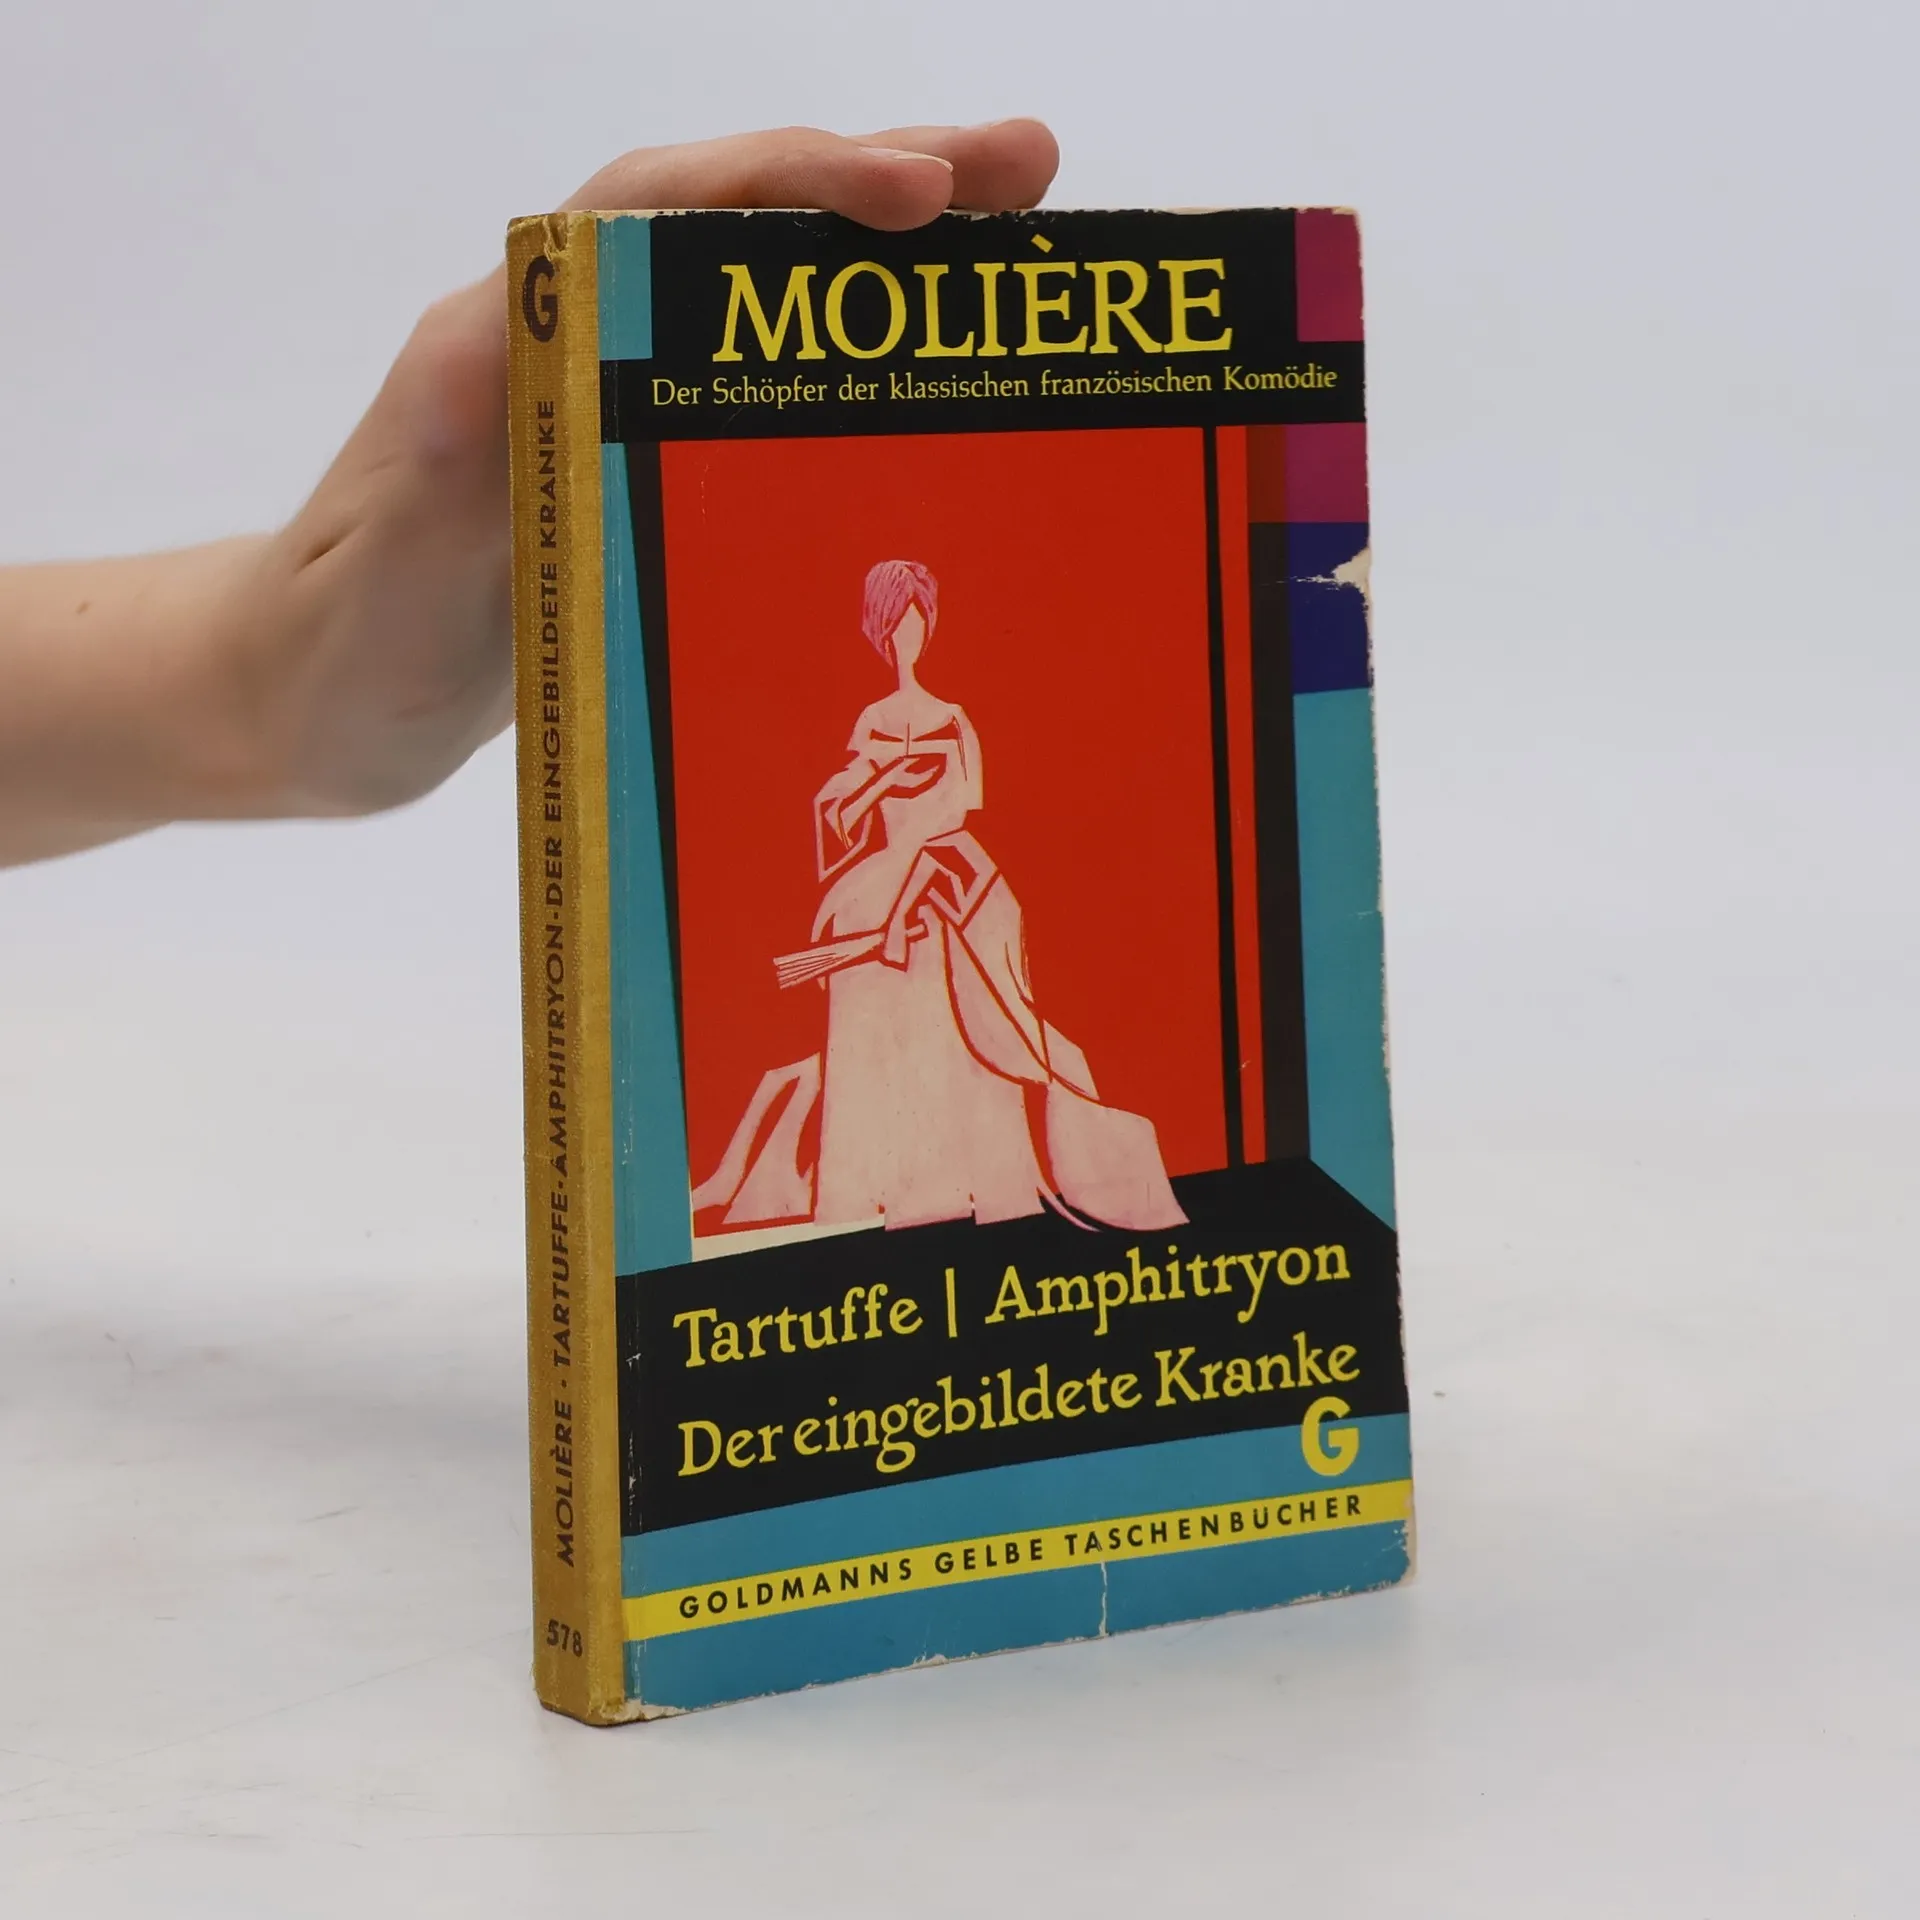 MOLIÈRE
Der Schöpfer der klassischen französischen Komödie
Tartuffe | Amphitryon
Der eingebildete Kranke
G
GOLDMANNS GELBE TASCHENBÜCHER
G
MOLIÈRE · TARTUFFE·AMPHITRYON·DER EINGEBILDETE KRANKE
578